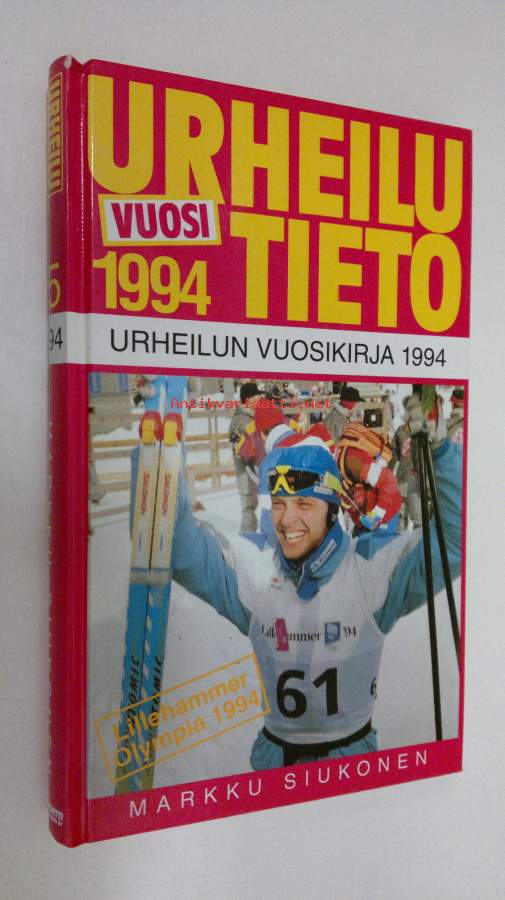 URHEILU
VUOSI
1994 TIETO
URHEILUN VUOSIKIRJA 1994
Antikvariaatti.net
Lillehammer '94
61
ATOMIC
Lillehammer
Olympia 1994
MARKKU SIUKONEN
URHEILU
94